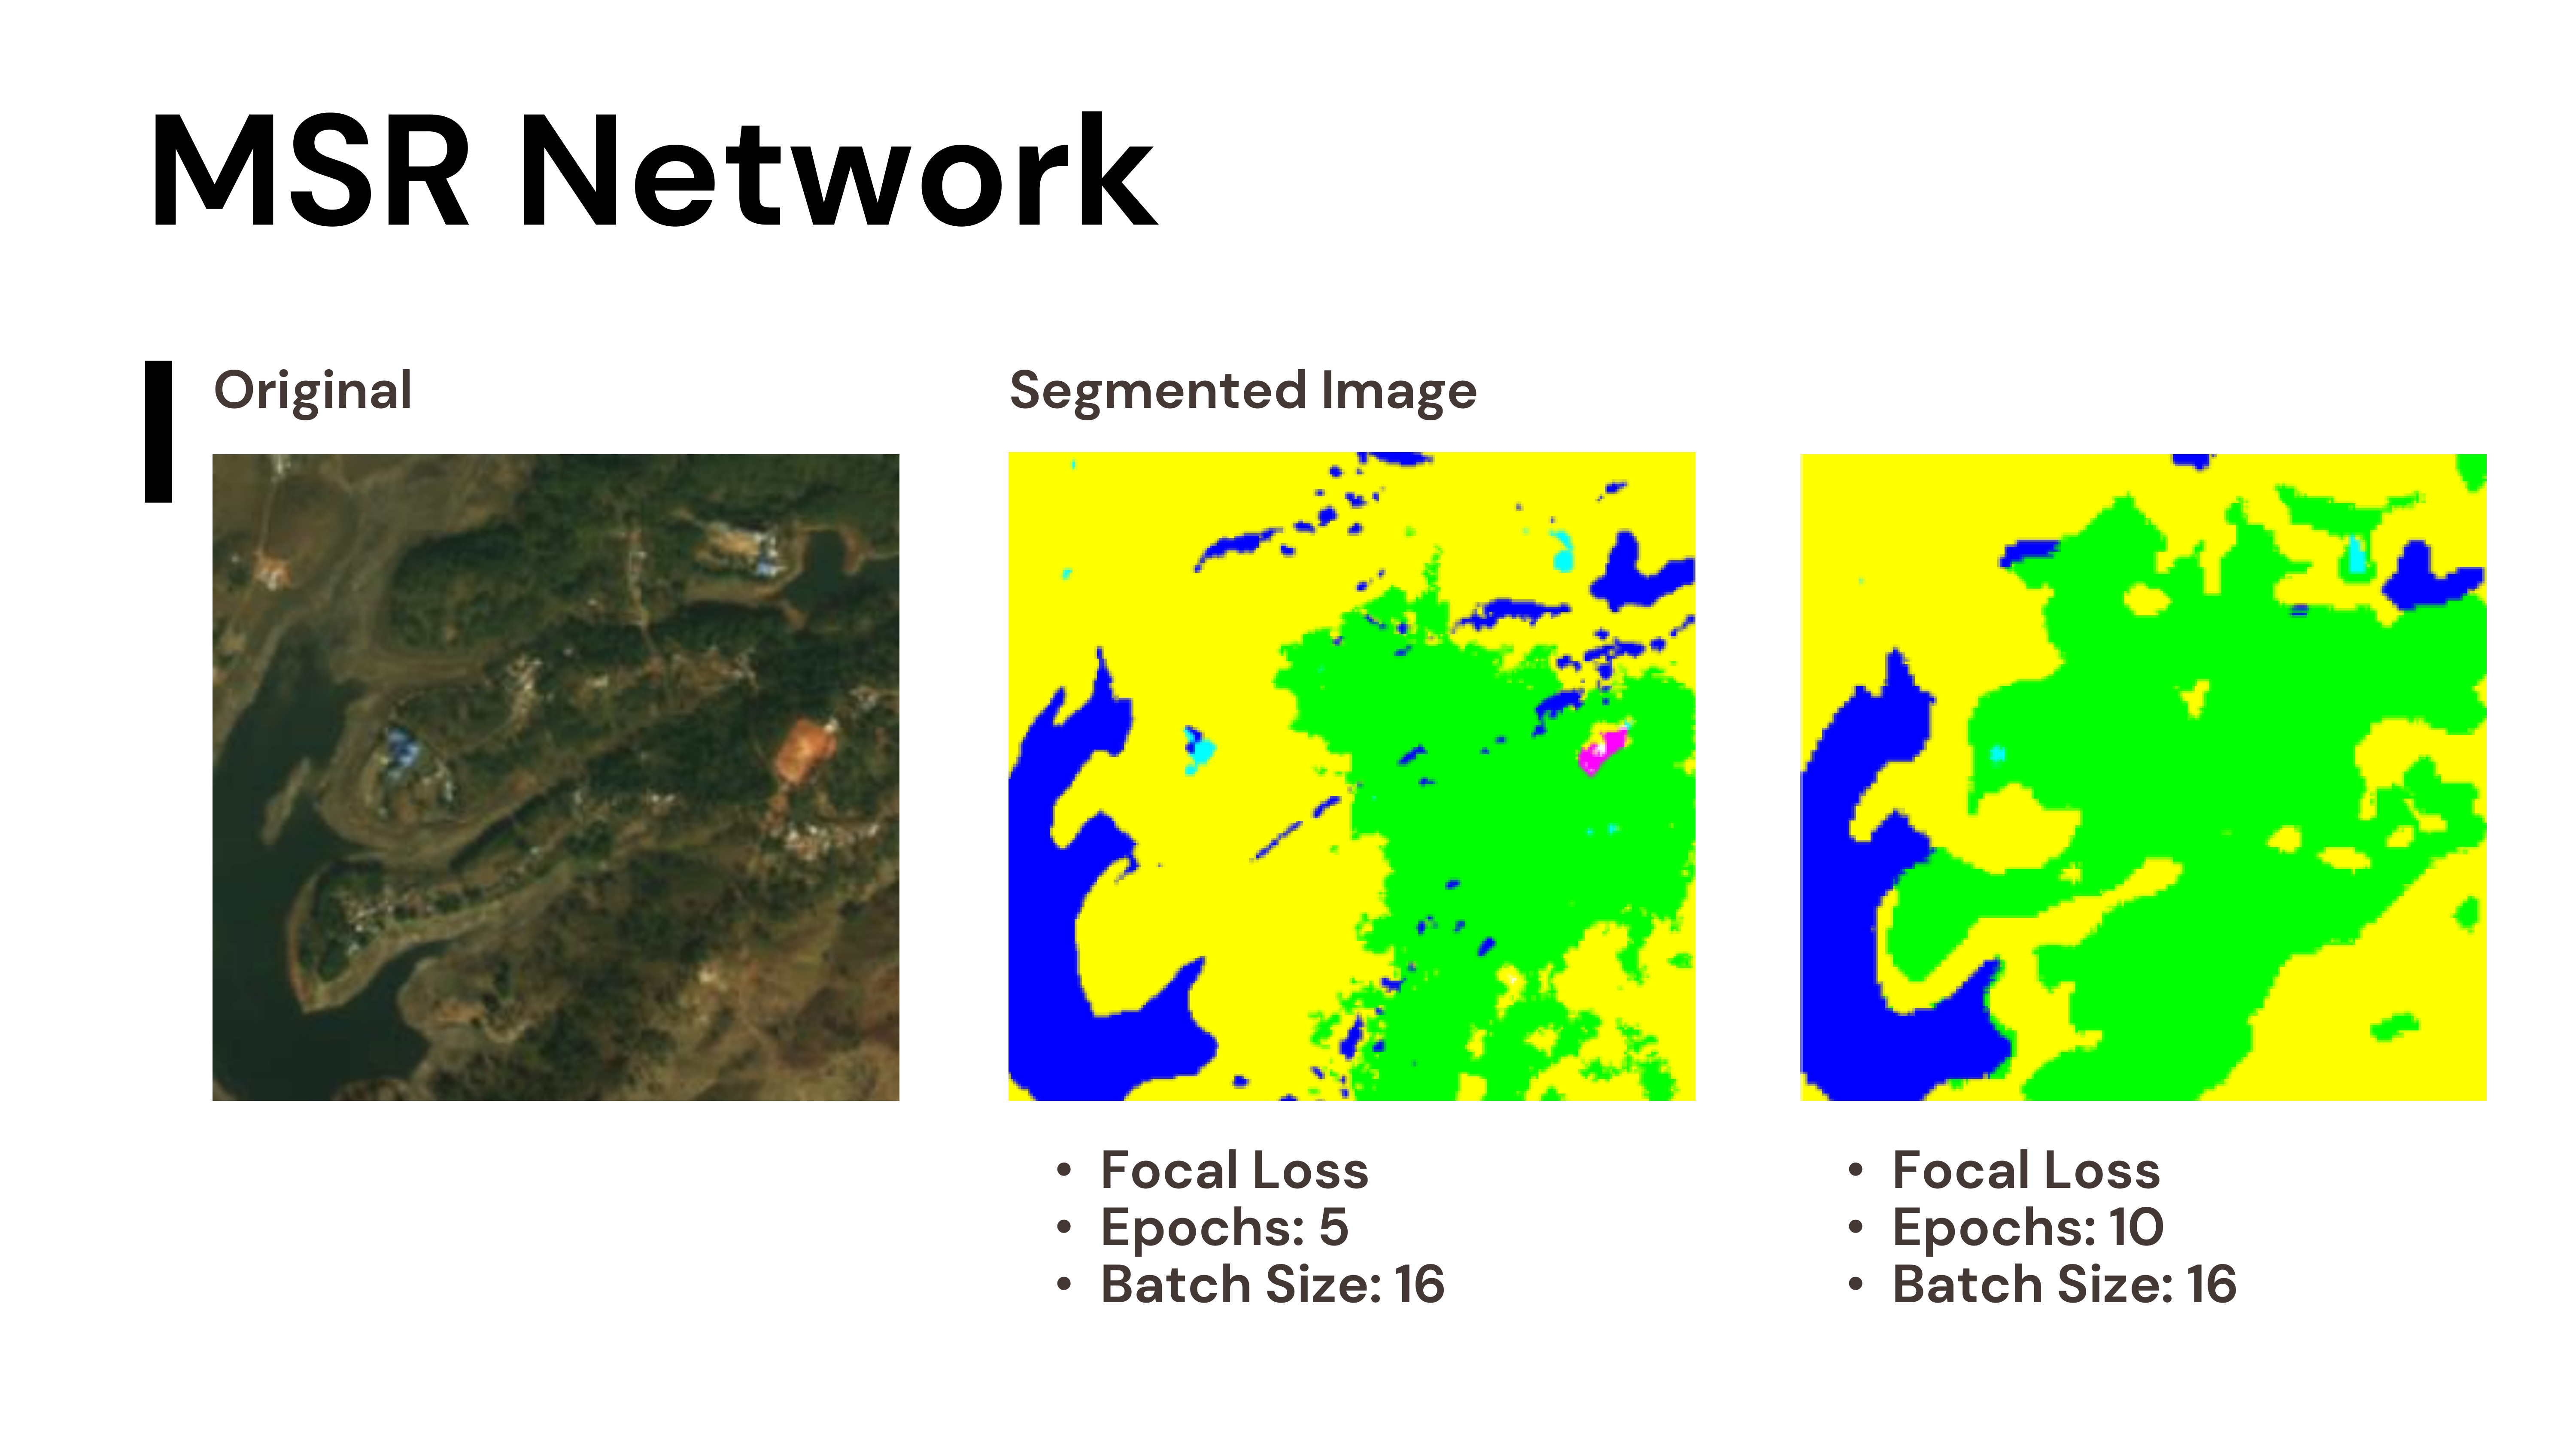 MSR Network
Original
Segmented Image
• Focal Loss
• Epochs: 5
• Batch Size: 16
• Focal Loss
• Epochs: 10
• Batch Size: 16